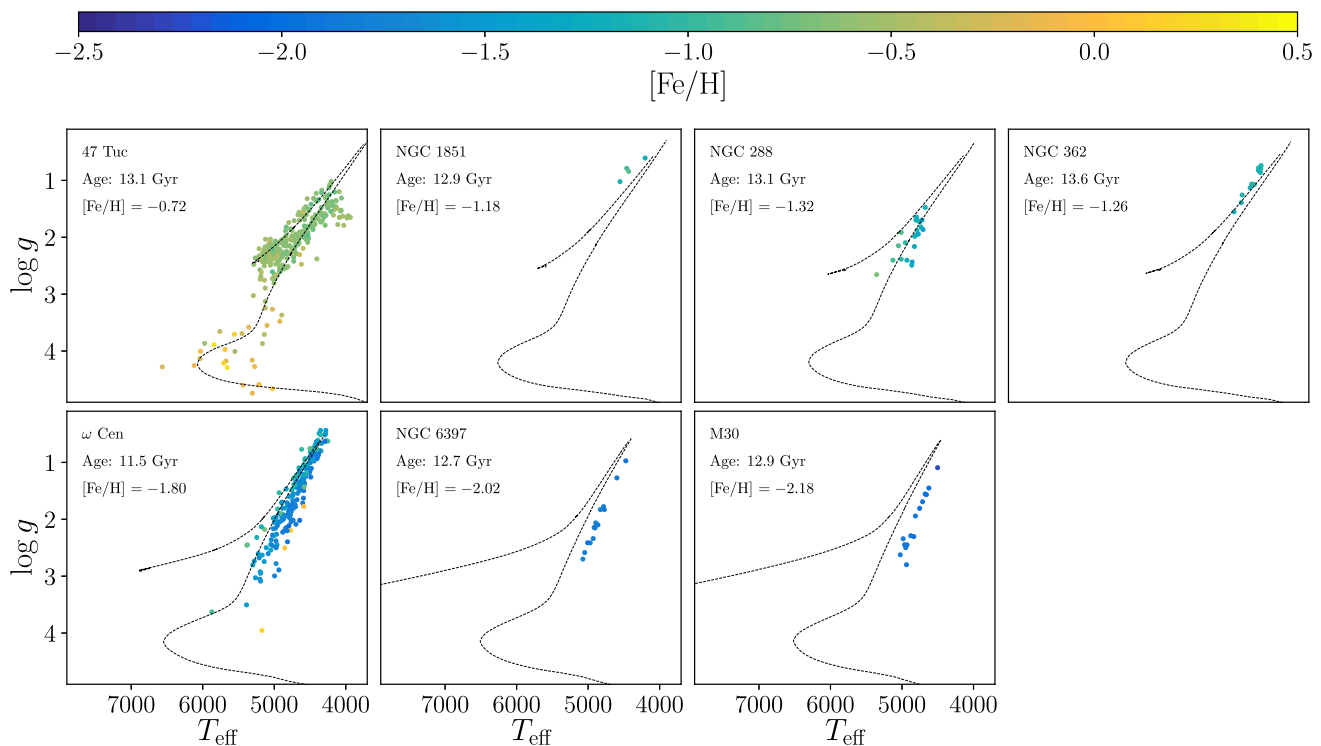 −2.5 −2.0 −1.5 −1.0 −0.5 0.0 0.5
[Fe/H]
47 Tuc
Age: 13.1 Gyr
[Fe/H] = −0.72
NGC 1851
Age: 12.9 Gyr
[Fe/H] = −1.18
NGC 288
Age: 13.1 Gyr
[Fe/H] = −1.32
NGC 362
Age: 13.6 Gyr
[Fe/H] = −1.26
1
2
3
4
log g
ω Cen
Age: 11.5 Gyr
[Fe/H] = −1.80
NGC 6397
Age: 12.7 Gyr
[Fe/H] = −2.02
M30
Age: 12.9 Gyr
[Fe/H] = −2.18
1
2
3
4
log g
7000 6000 5000 4000 7000 6000 5000 4000 7000 6000 5000 4000
Teff Teff Teff